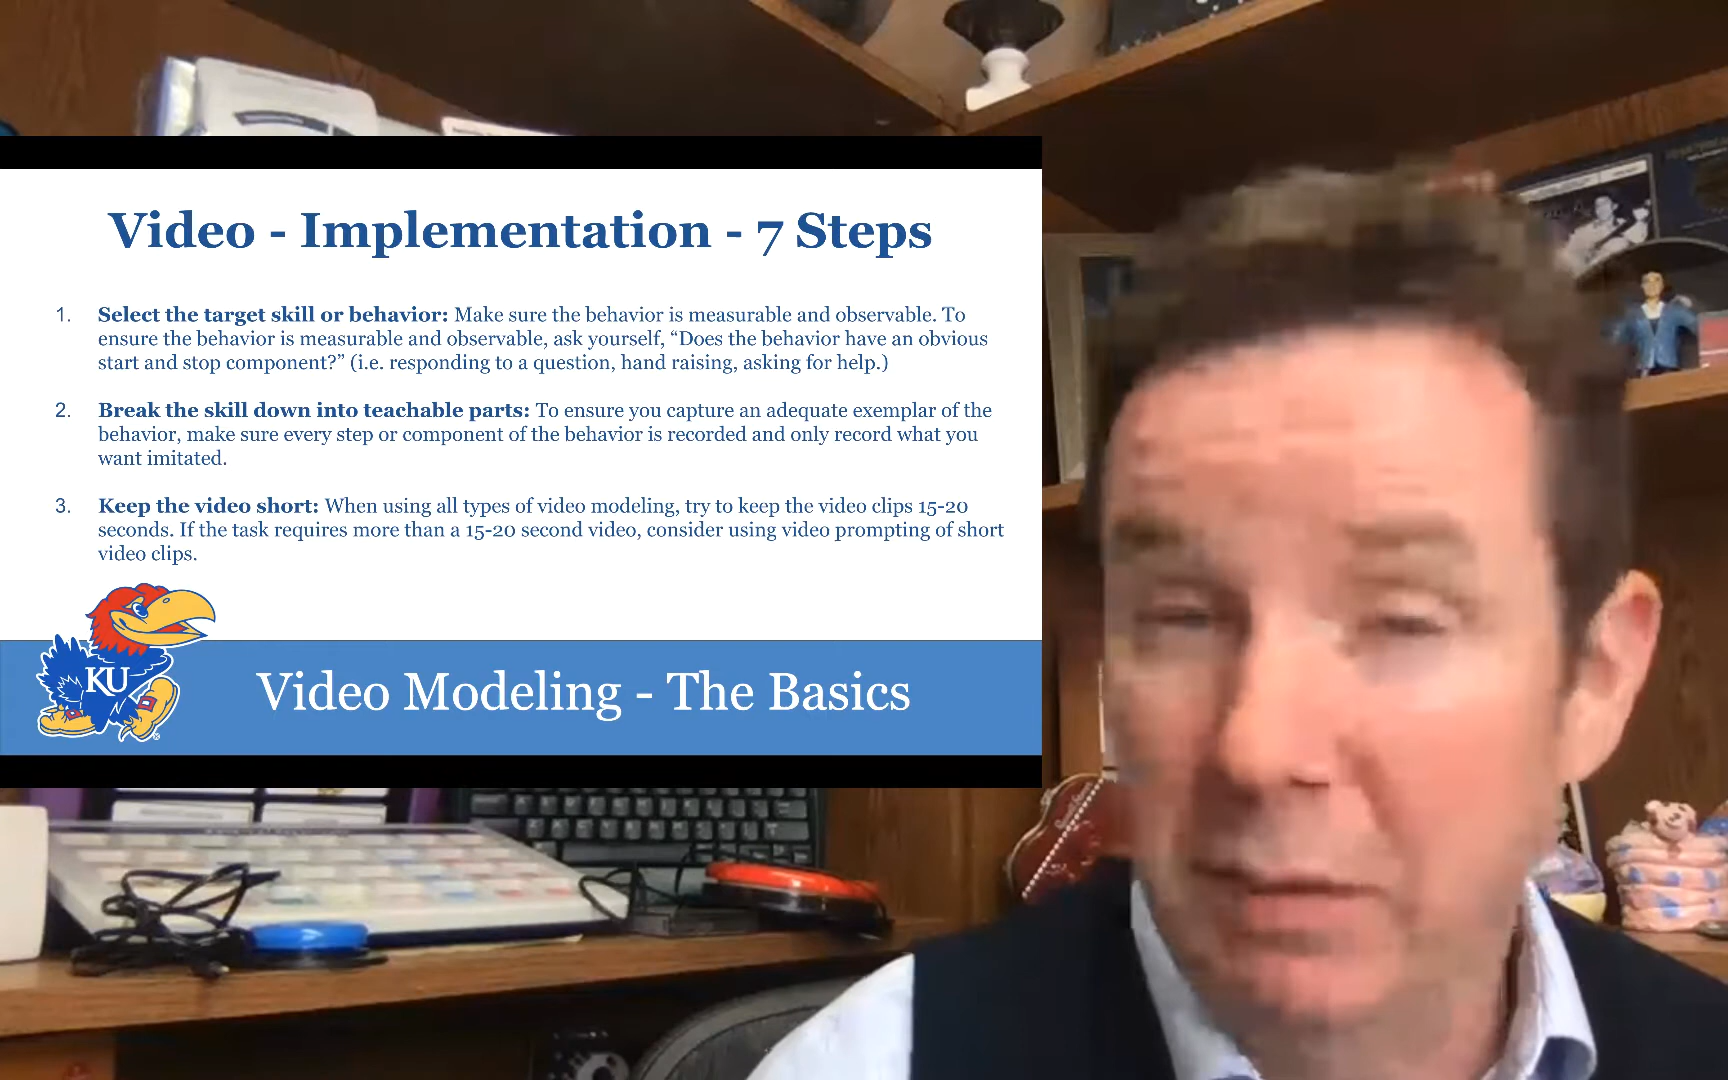 Video - Implementation - 7 Steps
1. Select the target skill or behavior: Make sure the behavior is measurable and observable. To
ensure the behavior is measurable and observable, ask yourself, “Does the behavior have an obvious
start and stop component?” (i.e. responding to a question, hand raising, asking for help.)
2. Break the skill down into teachable parts: To ensure you capture an adequate exemplar of the
behavior, make sure every step or component of the behavior is recorded and only record what you
want imitated.
3. Keep the video short: When using all types of video modeling, try to keep the video clips 15-20
seconds. If the task requires more than a 15-20 second video, consider using video prompting of short
video clips.
KU
Video Modeling - The Basics